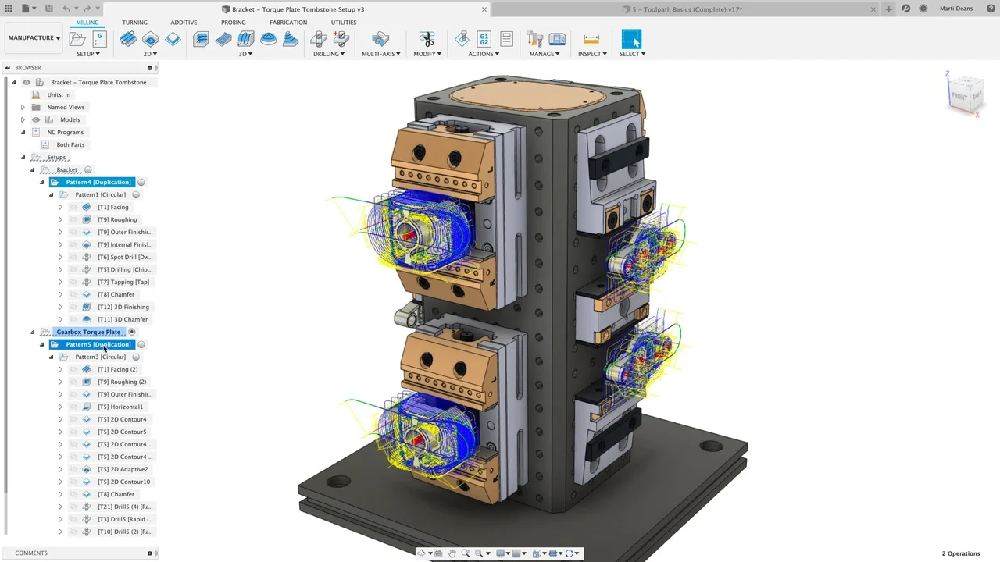 Bracket - Torque Plate Tombstone Setup v3
5 - Toolpath Basics (Complete) v17*
Marti Deans
MILLING TURNING ADDITIVE PROBING FABRICATION UTILITIES
MANUFACTURE
SETUP 2D 3D DRILLING MULTI-AXIS MODIFY ACTIONS MANAGE INSPECT SELECT
G1
G2
BROWSER
Bracket - Torque Plate Tombstone ...
Units: in
Named Views
Models
NC Programs
Both Parts
Setups
Bracket
Pattern4 [Duplication]
Pattern1 [Circular]
[T1] Facing
[T9] Roughing
[T9] Outer Finishi...
[T9] Internal Finis...
[T6] Spot Drill [Dw...
[T5] Drilling [Chip...
[T7] Tapping [Tap]
[T8] Chamfer
[T12] 3D Finishing
[T11] 3D Chamfer
Gearbox Torque Plate
Pattern5 [Duplication]
Pattern3 [Circular]
[T1] Facing (2)
[T9] Roughing (2)
[T9] Outer Finishi...
[T5] Horizontal1
[T5] 2D Contour4
[T5] 2D Contour5
[T5] 2D Contour4 ...
[T5] 2D Contour4 ...
[T5] 2D Adaptive2
[T5] 2D Contour10
[T8] Chamfer
[T21] Drill5 (4) [Ra...
[T3] Drill5 [Rapid ...
[T10] Drill5 (2) [Ra...
COMMENTS
Z
FRONT
RIGHT
X
L
R
L
R
2 Operations